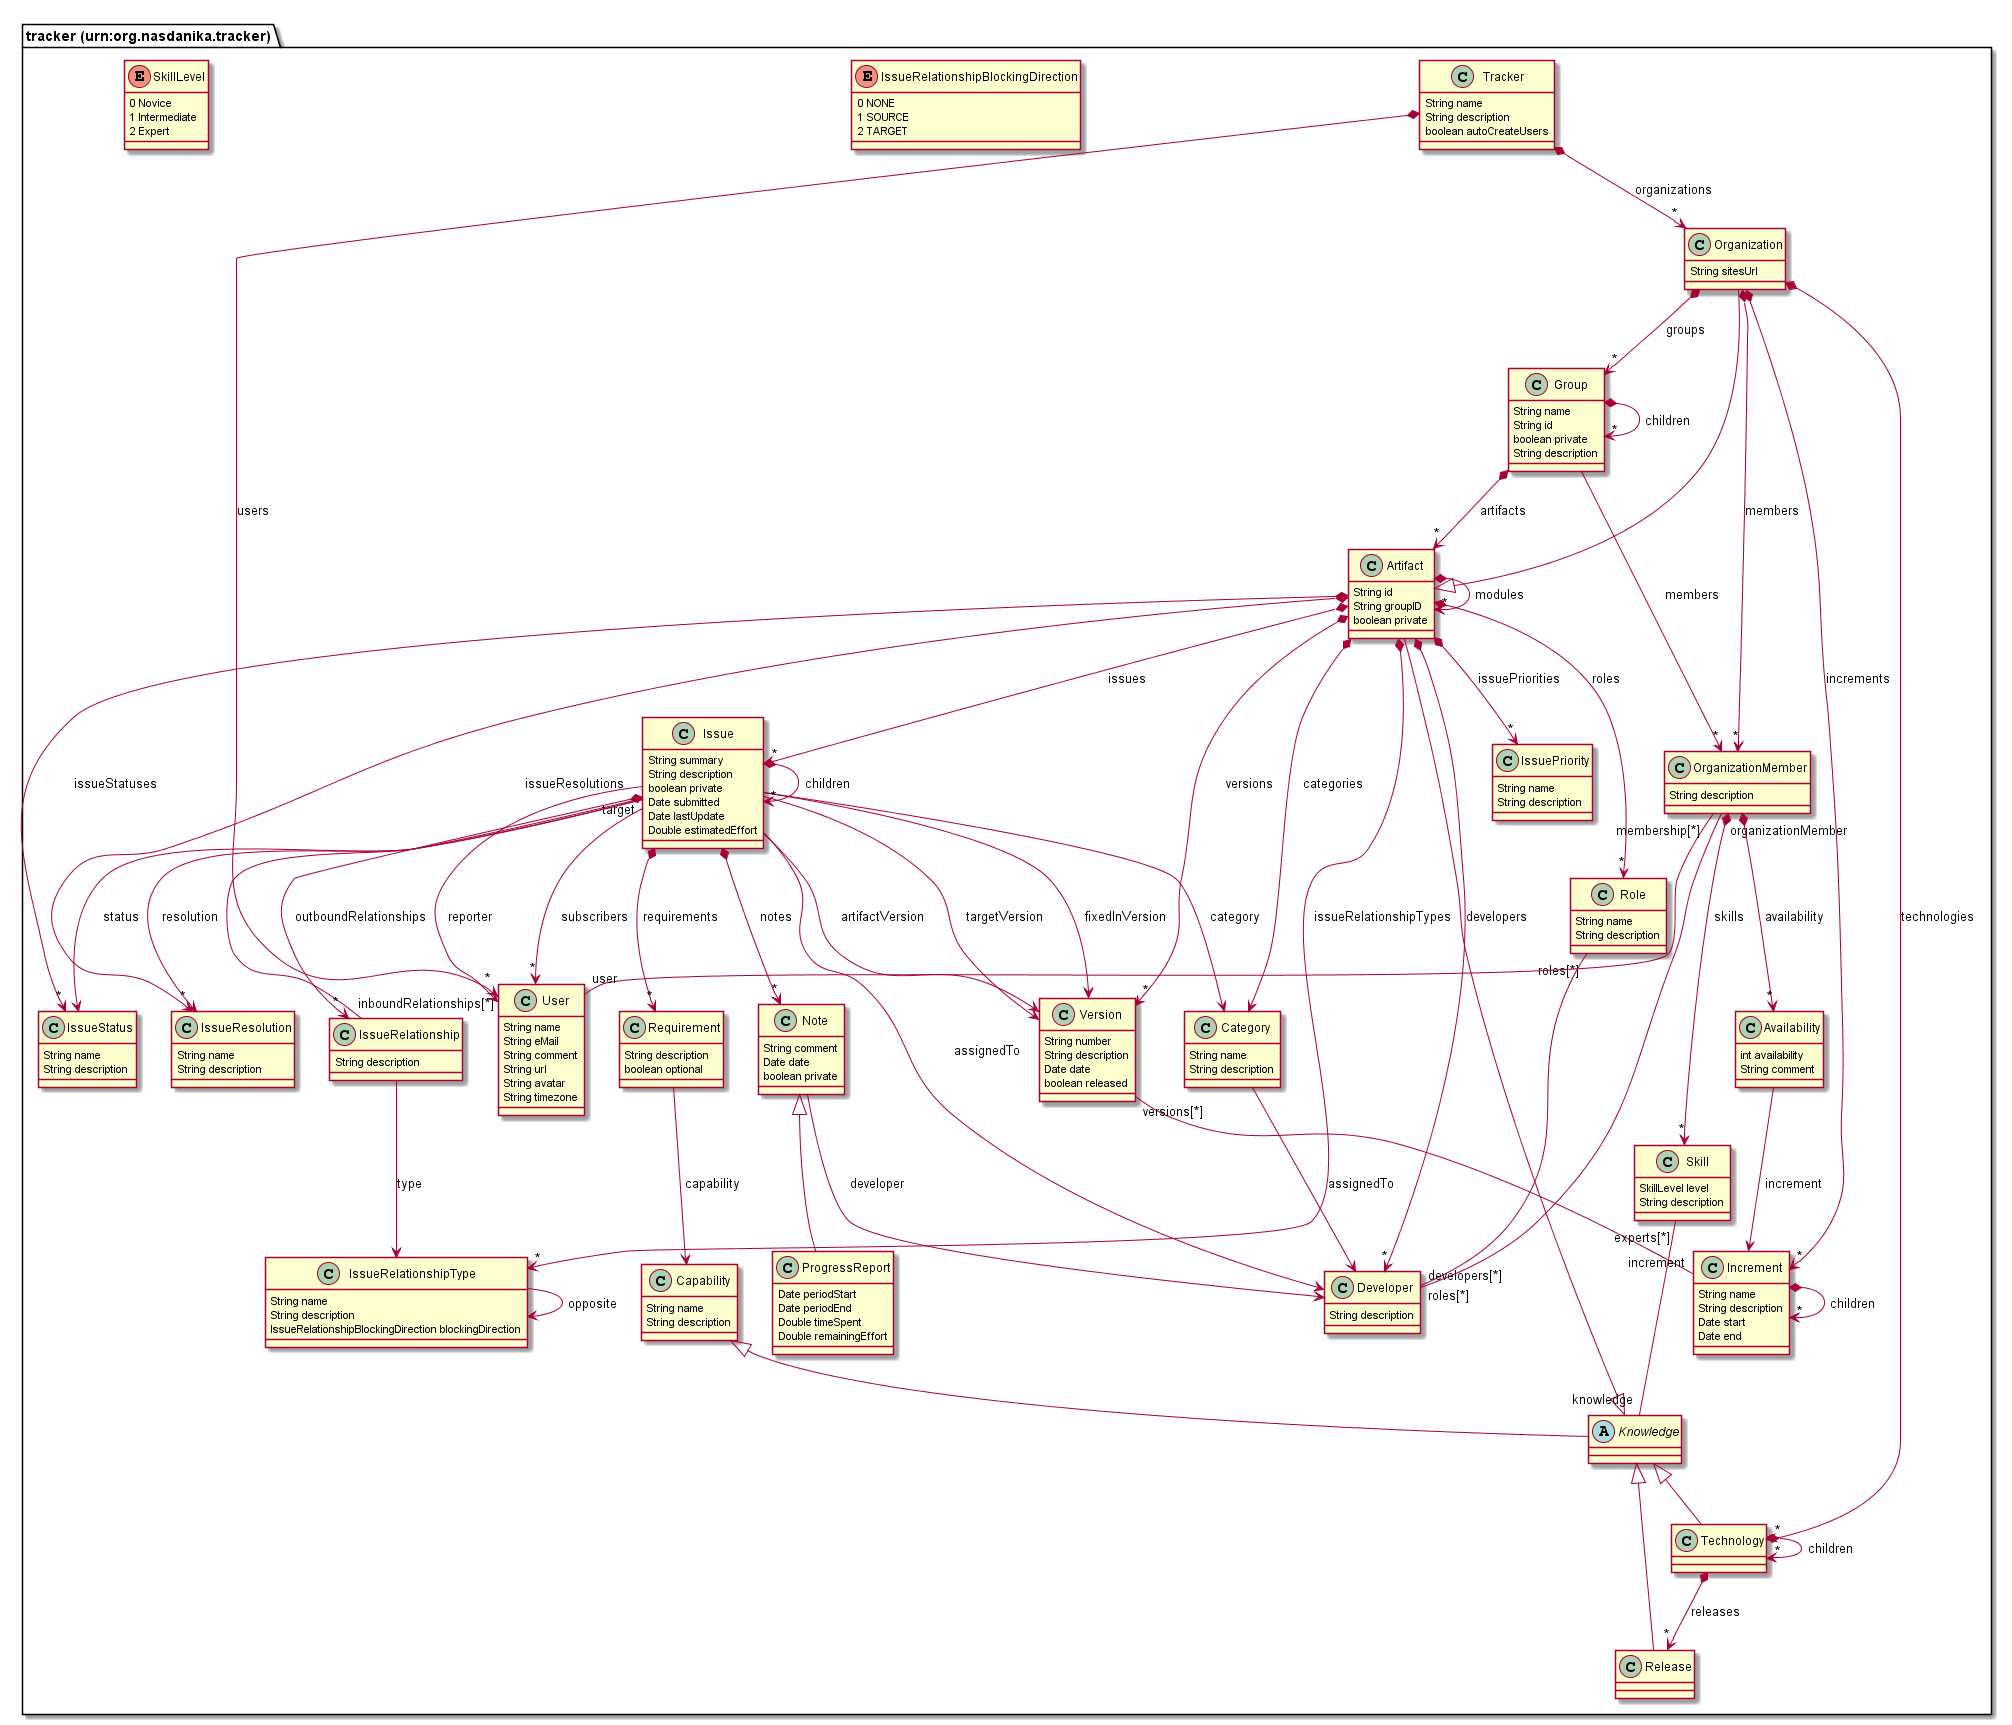 tracker (urn:org.nasdanika.tracker)
E SkillLevel
0 Novice
1 Intermediate
2 Expert
E IssueRelationshipBlockingDirection
0 NONE
1 SOURCE
2 TARGET
C Tracker
String name
String description
boolean autoCreateUsers
organizations
*
C Organization
String sitesUrl
groups
*
C Group
String name
String id
boolean private
String description
children
*
users
artifacts
*
members
members
C Artifact
String id
String groupID
boolean private
modules
*
members
issueStatuses
issueResolutions
issues
*
versions
categories
issuePriorities
*
roles
*
*
increments
C Issue
String summary
String description
boolean private
Date submitted
Date lastUpdate
Double estimatedEffort
children
*
target
C IssuePriority
String name
String description
C OrganizationMember
String description
membership[*]
organizationMember
*
C Role
String name
String description
status
resolution
outboundRelationships
reporter
subscribers
requirements
notes
artifactVersion
targetVersion
fixedInVersion
category
issueRelationshipTypes
developers
skills
availability
technologies
*
*
*
*
*
*
*
*
*
*
user
inboundRelationships[*]
roles[*]
C IssueStatus
String name
String description
C IssueResolution
String name
String description
C IssueRelationship
String description
C User
String name
String eMail
String comment
String url
String avatar
String timezone
C Requirement
String description
boolean optional
C Note
String comment
Date date
boolean private
assignedTo
C Version
String number
String description
Date date
boolean released
C Category
String name
String description
C Availability
int availability
String comment
versions[*]
*
C Skill
SkillLevel level
String description
type
capability
developer
assignedTo
increment
experts[*]
increment
*
*
*
C IssueRelationshipType
String name
String description
IssueRelationshipBlockingDirection blockingDirection
opposite
C Capability
String name
String description
C ProgressReport
Date periodStart
Date periodEnd
Double timeSpent
Double remainingEffort
C Developer
String description
developers[*]
roles[*]
C Increment
String name
String description
Date start
Date end
children
*
knowledge
A Knowledge
*
C Technology
children
*
releases
*
C Release